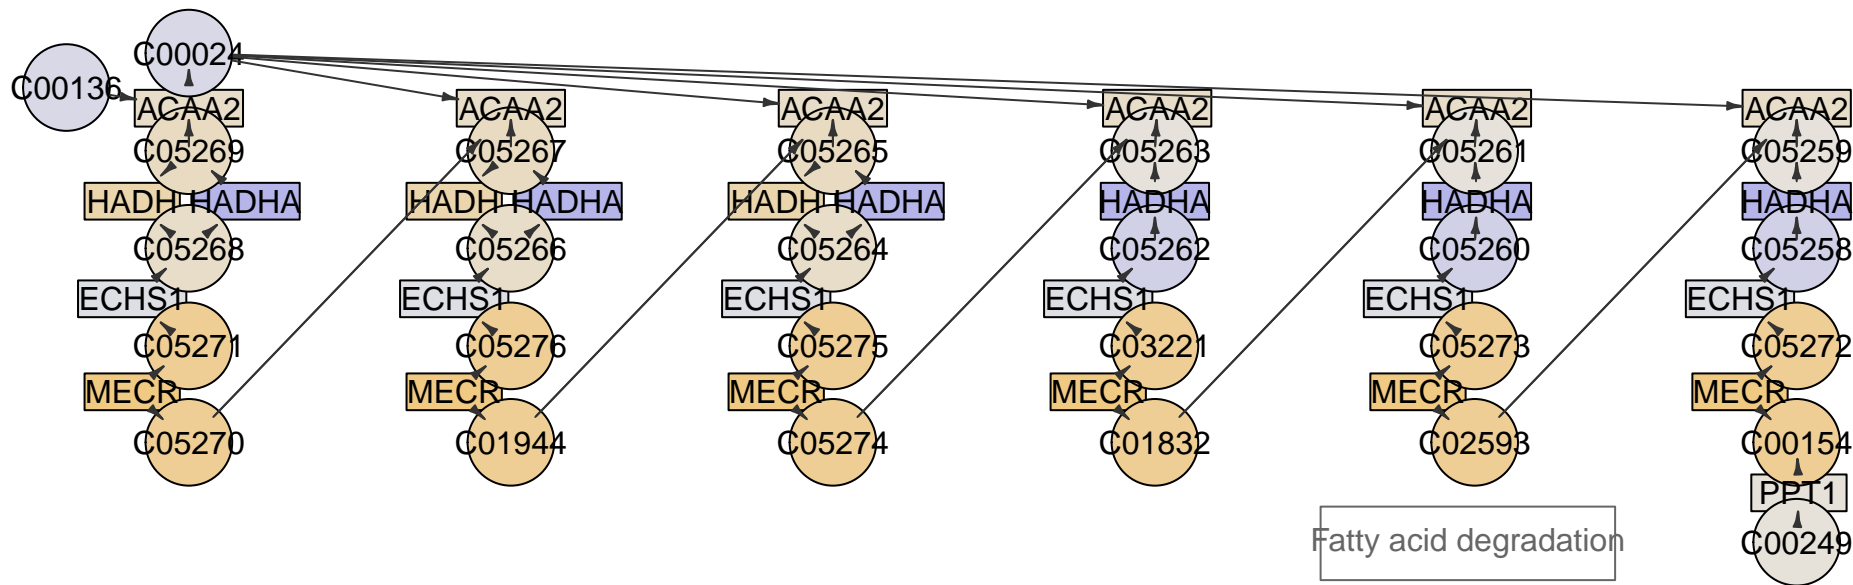 C00024
C00136
ACAA2 ACAA2 ACAA2 ACAA2 ACAA2 ACAA2
C05269 C05267 C05265 C05263 C05261 C05259
HADH HADHA HADH HADHA HADH HADHA HADHA HADHA HADHA
C05268 C05266 C05264 C05262 C05260 C05258
ECHS1 ECHS1 ECHS1 ECHS1 ECHS1 ECHS1
C05271 C05276 C05275 C03221 C05273 C05272
MECR MECR MECR MECR MECR MECR
C05270 C01944 C05274 C01832 C02593 C00154
PPT1
Fatty acid degradation C00249